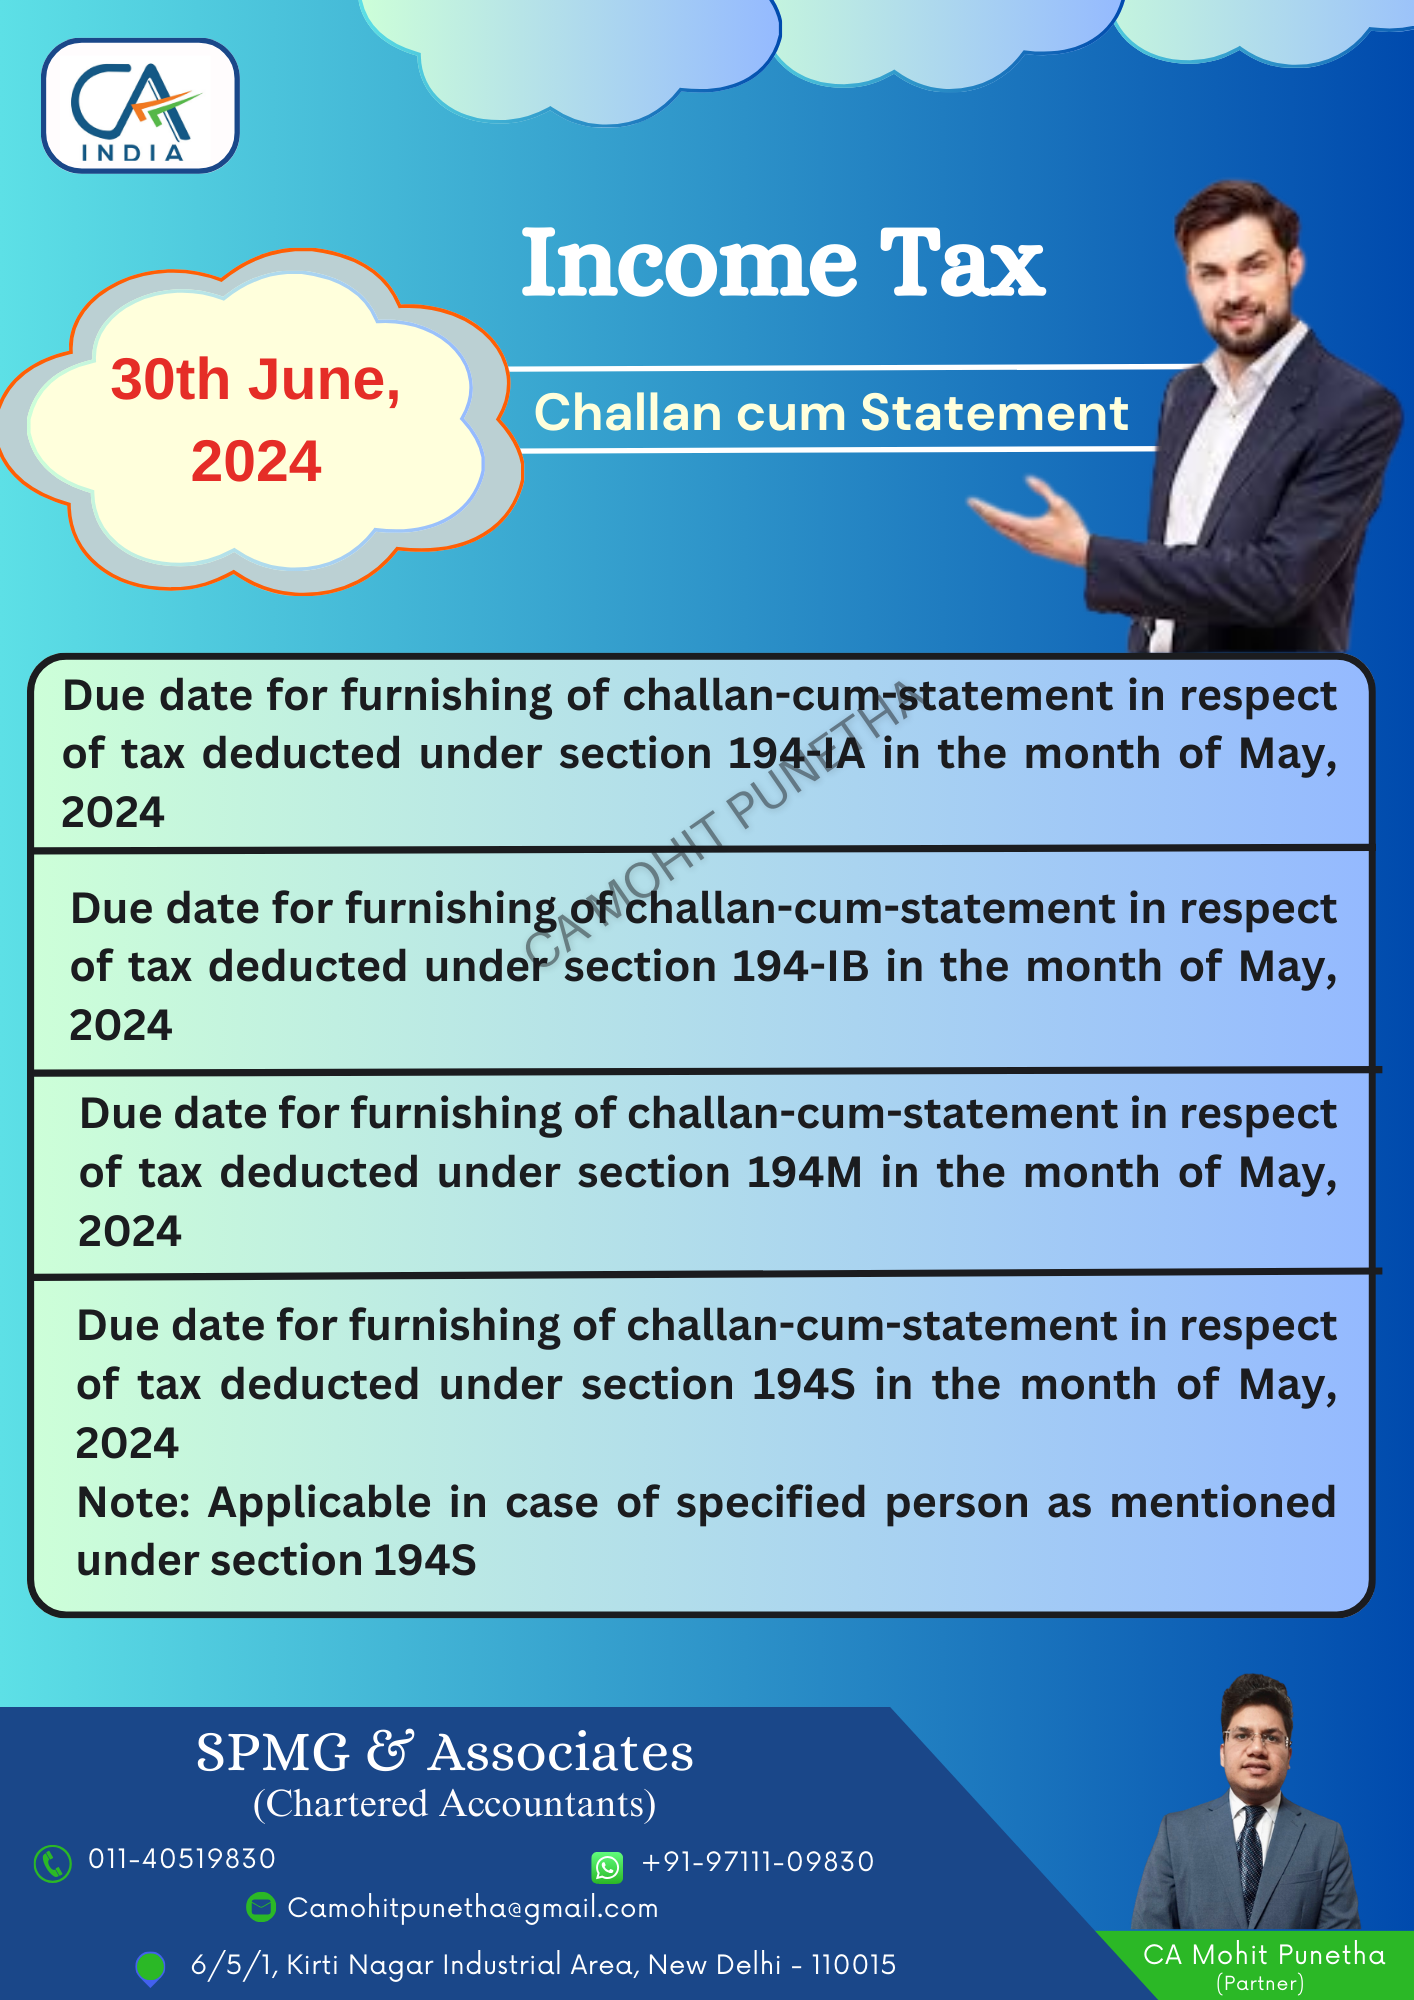 CA
INDIA
Income Tax
30th June,
2024
Challan cum Statement
Due date for furnishing of challan-cum-statement in respect
of tax deducted under section 194-IA in the month of May,
2024
Due date for furnishing of challan-cum-statement in respect
of tax deducted under section 194-IB in the month of May,
2024
Due date for furnishing of challan-cum-statement in respect
of tax deducted under section 194M in the month of May,
2024
Due date for furnishing of challan-cum-statement in respect
of tax deducted under section 194S in the month of May,
2024
Note: Applicable in case of specified person as mentioned
under section 194S
CA MOHIT PUNETHA
SPMG & Associates
(Chartered Accountants)
011-40519830
+91-97111-09830
Camohitpunetha@gmail.com
6/5/1, Kirti Nagar Industrial Area, New Delhi - 110015
CA Mohit Punetha
(Partner)